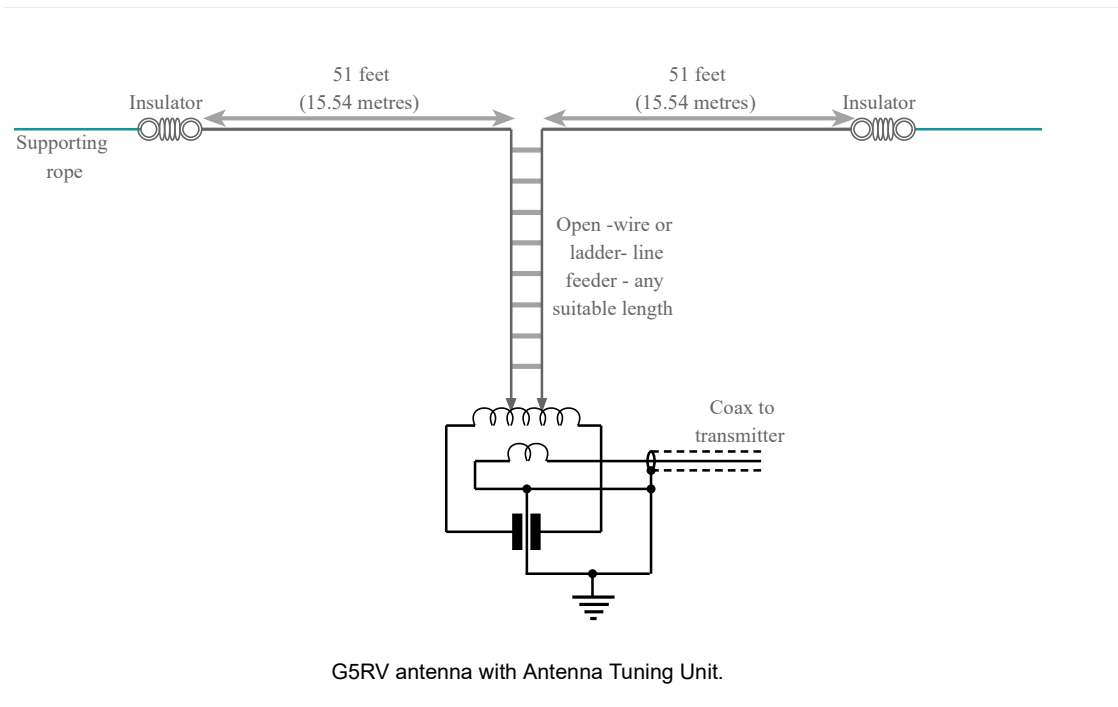 51 feet
(15.54 metres)
51 feet
(15.54 metres)
Insulator
Insulator
Supporting
rope
Open -wire or
ladder- line
feeder - any
suitable length
Coax to
transmitter
G5RV antenna with Antenna Tuning Unit.